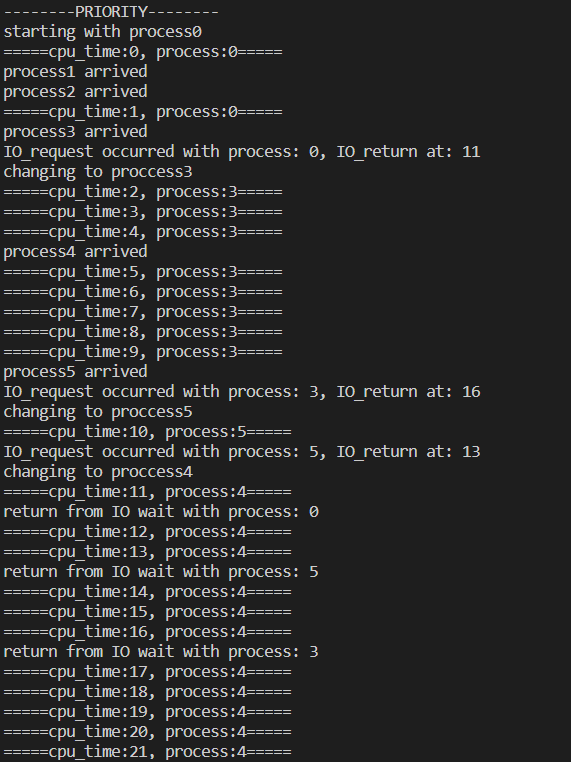 --------PRIORITY--------
starting with process0
=====cpu_time:0, process:0=====
process1 arrived
process2 arrived
=====cpu_time:1, process:0=====
process3 arrived
IO_request occurred with process: 0, IO_return at: 11
changing to proccess3
=====cpu_time:2, process:3=====
=====cpu_time:3, process:3=====
=====cpu_time:4, process:3=====
process4 arrived
=====cpu_time:5, process:3=====
=====cpu_time:6, process:3=====
=====cpu_time:7, process:3=====
=====cpu_time:8, process:3=====
=====cpu_time:9, process:3=====
process5 arrived
IO_request occurred with process: 3, IO_return at: 16
changing to proccess5
=====cpu_time:10, process:5=====
IO_request occurred with process: 5, IO_return at: 13
changing to proccess4
=====cpu_time:11, process:4=====
return from IO wait with process: 0
=====cpu_time:12, process:4=====
=====cpu_time:13, process:4=====
return from IO wait with process: 5
=====cpu_time:14, process:4=====
=====cpu_time:15, process:4=====
=====cpu_time:16, process:4=====
return from IO wait with process: 3
=====cpu_time:17, process:4=====
=====cpu_time:18, process:4=====
=====cpu_time:19, process:4=====
=====cpu_time:20, process:4=====
=====cpu_time:21, process:4=====